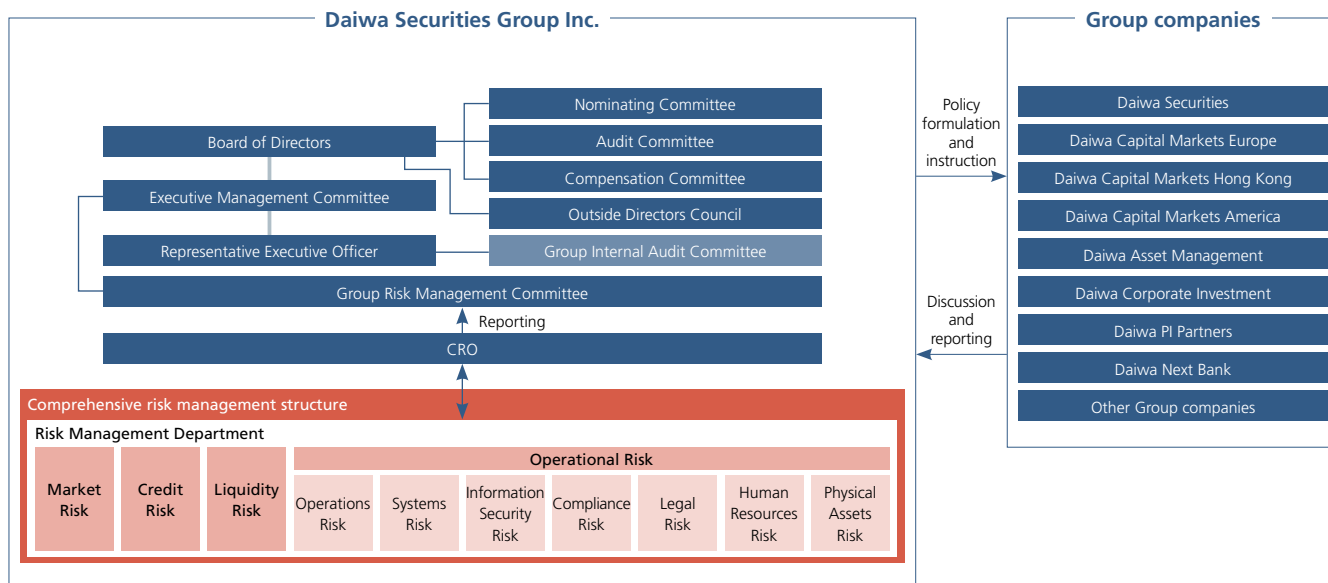 Daiwa Securities Group Inc.
Nominating Committee
Board of Directors
Audit Committee
Compensation Committee
Executive Management Committee
Outside Directors Council
Representative Executive Officer
Group Internal Audit Committee
Group Risk Management Committee
Reporting
CRO
Comprehensive risk management structure
Risk Management Department
Market
Risk
Credit
Risk
Liquidity
Risk
Operational Risk
Operations
Risk
Systems
Risk
Information
Security
Risk
Compliance
Risk
Legal
Risk
Human
Resources
Risk
Physical
Assets
Risk
Policy
formulation
and
instruction
Discussion
and
reporting
Group companies
Daiwa Securities
Daiwa Capital Markets Europe
Daiwa Capital Markets Hong Kong
Daiwa Capital Markets America
Daiwa Asset Management
Daiwa Corporate Investment
Daiwa PI Partners
Daiwa Next Bank
Other Group companies